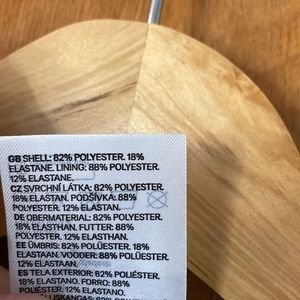 GB SHELL: 82% POLYESTER. 18%
ELASTANE. LINING: 88% POLYESTER.
12% ELASTANE.
CZ SVRCHNÍ LÁTKA: 82% POLYESTER.
18% ELASTAN. PODŠÍVKA: 88%
POLYESTER. 12% ELASTAN.
DE OBERMATERIAL: 82% POLYESTER.
18% ELASTHAN. FUTTER: 88%
POLYESTER. 12% ELASTHAN.
EE ÜMBRIS: 82% POLÜESTER. 18%
ELASTAAN. VOODER: 88% POLÜESTER.
12% ELASTAAN.
ES TELA EXTERIOR: 82% POLIÉSTER.
18% ELASTANO. FORRO: 88%
POLIÉSTER. 12% ELASTANO.
82% POLY